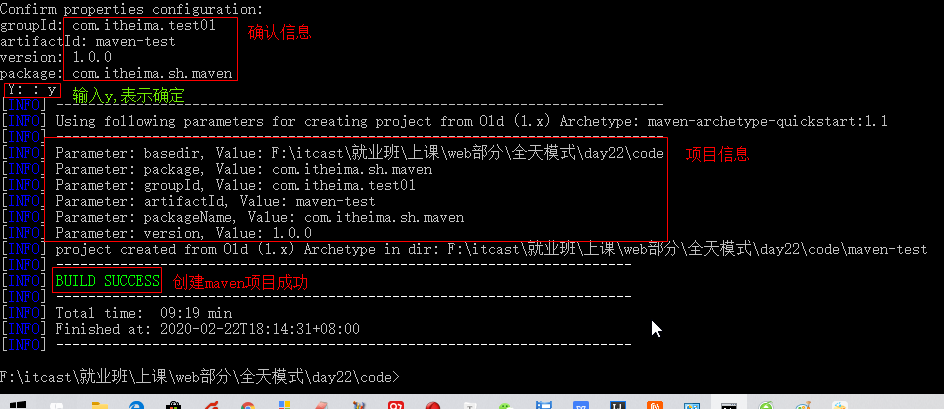 Confirm properties configuration:
groupId: com.itheima.test01
确认信息
artifactId: maven-test
version: 1.0.0
package: com.itheima.sh.maven
Y: : y
输入y,表示确定
[INFO] ------------------------------------------------------------------------
[INFO] Using following parameters for creating project from Old (1.x) Archetype: maven-archetype-quickstart:1.1
[INFO] ------------------------------------------------------------------------
[INFO] Parameter: basedir, Value: F:\itcast\就业班\上课\web部分\全天模式\day22\code
项目信息
[INFO] Parameter: package, Value: com.itheima.sh.maven
[INFO] Parameter: groupId, Value: com.itheima.test01
[INFO] Parameter: artifactId, Value: maven-test
[INFO] Parameter: packageName, Value: com.itheima.sh.maven
[INFO] Parameter: version, Value: 1.0.0
[INFO] project created from Old (1.x) Archetype in dir: F:\itcast\就业班\上课\web部分\全天模式\day22\code\maven-test
[INFO] ------------------------------------------------------------------------
[INFO] BUILD SUCCESS
创建maven项目成功
[INFO] ------------------------------------------------------------------------
[INFO] Total time:  09:19 min
[INFO] Finished at: 2020-02-22T18:14:31+08:00
[INFO] ------------------------------------------------------------------------
F:\itcast\就业班\上课\web部分\全天模式\day22\code>